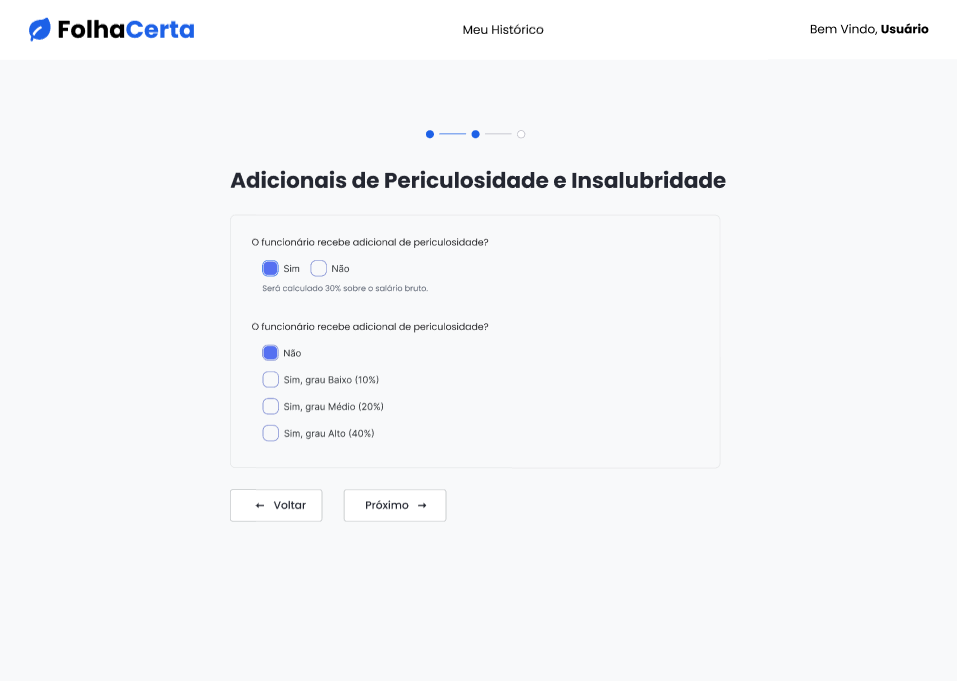 FolhaCerta
Meu Histórico
Bem Vindo, Usuário
Adicionais de Periculosidade e Insalubridade
O funcionário recebe adicional de periculosidade?
Sim
Não
Será calculado 30% sobre o salário bruto.
O funcionário recebe adicional de periculosidade?
Não
Sim, grau Baixo (10%)
Sim, grau Médio (20%)
Sim, grau Alto (40%)
← Voltar
Próximo →